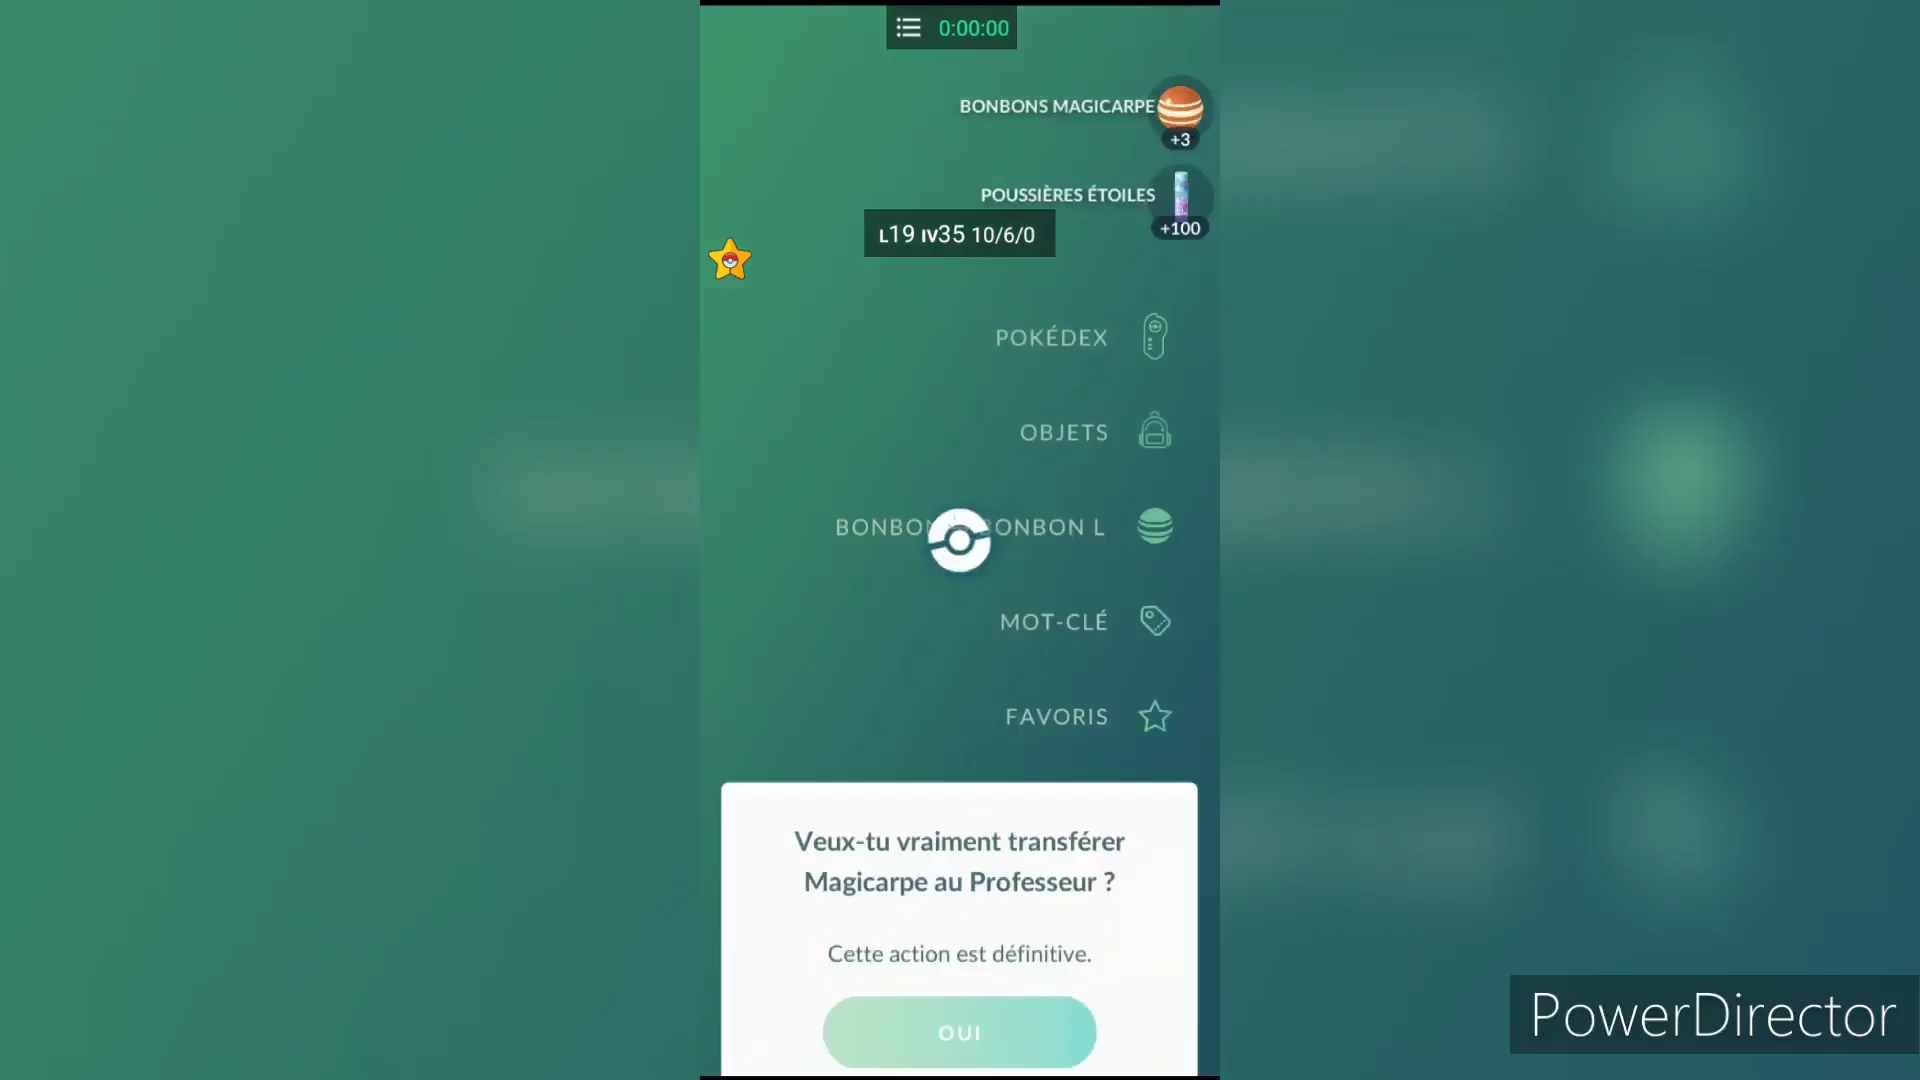 0:00:00
BONBONS MAGICARPE
+3
POUSSIÈRES ÉTOILES
+100
L19 IV35 10/6/0
POKÉDEX
OBJETS
BONBON L
MOT-CLÉ
FAVORIS
Veux-tu vraiment transférer
Magicarpe au Professeur ?
Cette action est définitive.
OUI
PowerDirector